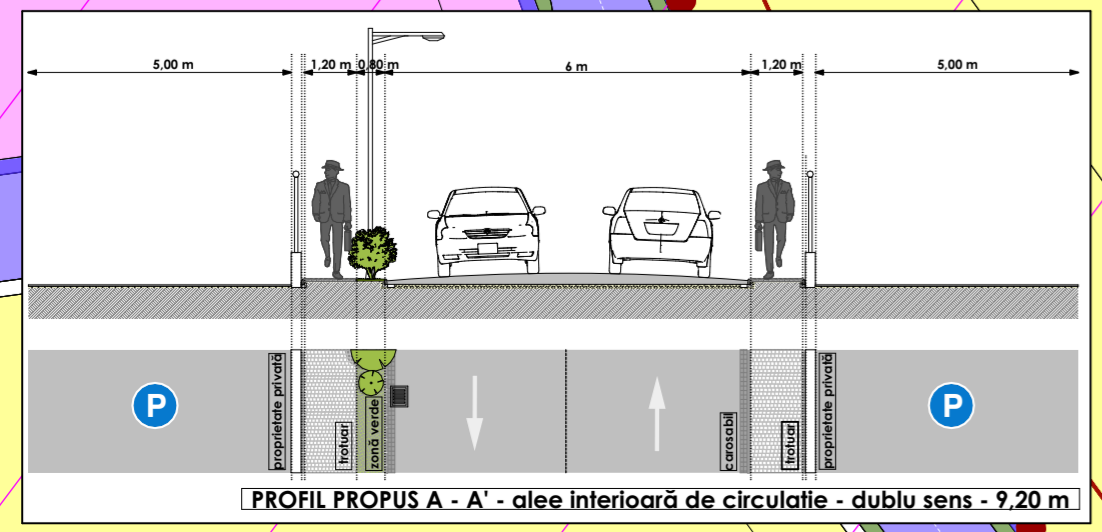 5,00 m
1,20 m
0,80 m
6 m
1,20 m
5,00 m
P
proprietate privată
trotuar
zonă verde
carosabil
trotuar
proprietate privată
P
PROFIL PROPUS A - A' - alee interioară de circulatie - dublu sens - 9,20 m